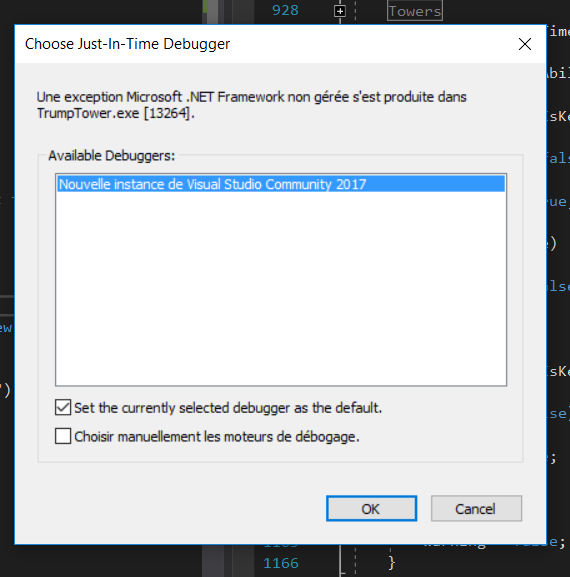 928 Towers
Choose Just-In-Time Debugger
Une exception Microsoft .NET Framework non gérée s'est produite dans
TrumpTower.exe [13264].
Available Debuggers:
Nouvelle instance de Visual Studio Community 2017
Set the currently selected debugger as the default.
Choisir manuellement les moteurs de débogage.
OK Cancel
1166 }